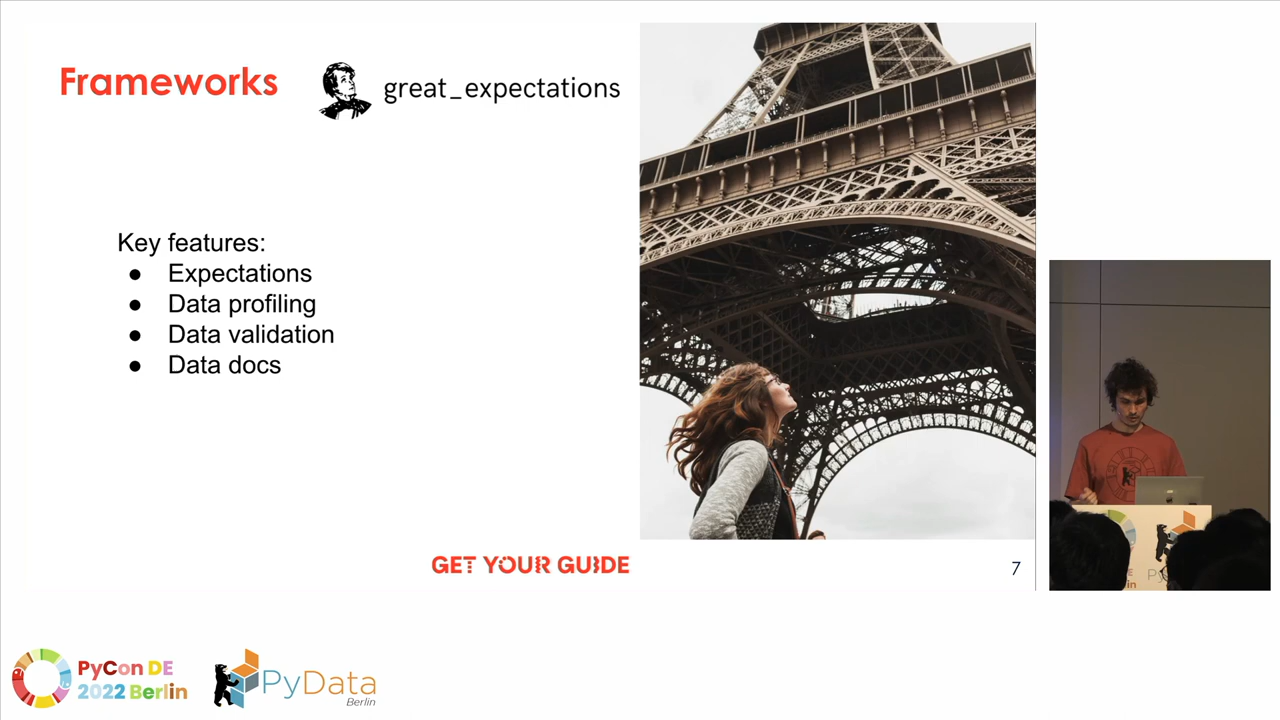 Frameworks
great_expectations
Key features:
● Expectations
● Data profiling
● Data validation
● Data docs
GET YOUR GUIDE
7
PyCon DE
2022 Berlin
PyData
Berlin